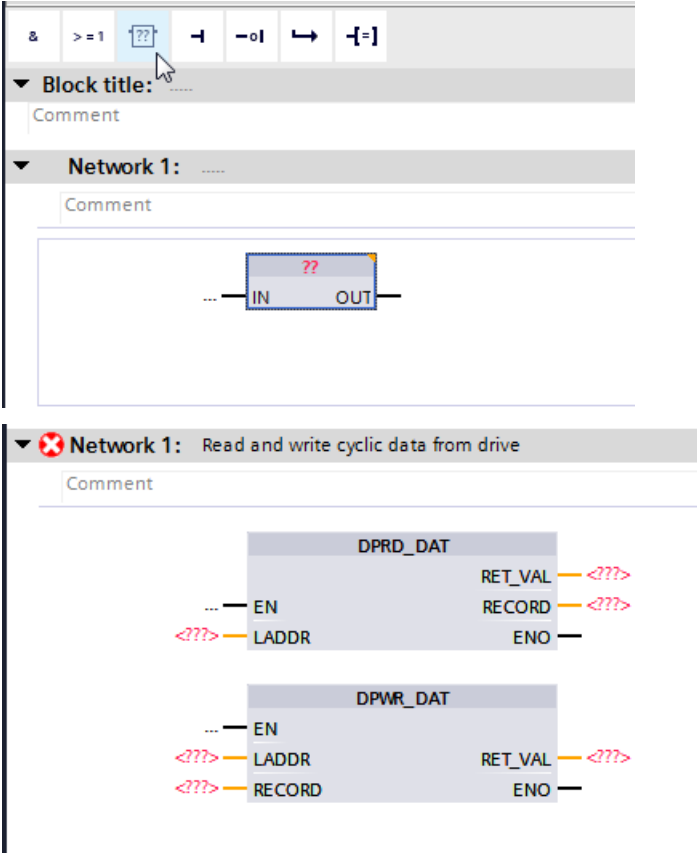 & >=1 ?? -| -o| [=]
Block title: .....
Comment
Network 1: .....
Comment
??
... IN OUT
Network 1: Read and write cyclic data from drive
Comment
DPRD_DAT
RET_VAL <???>
... EN RECORD <???>
<???> LADDR ENO
DPWR_DAT
... EN
<???> LADDR RET_VAL <???>
<???> RECORD ENO